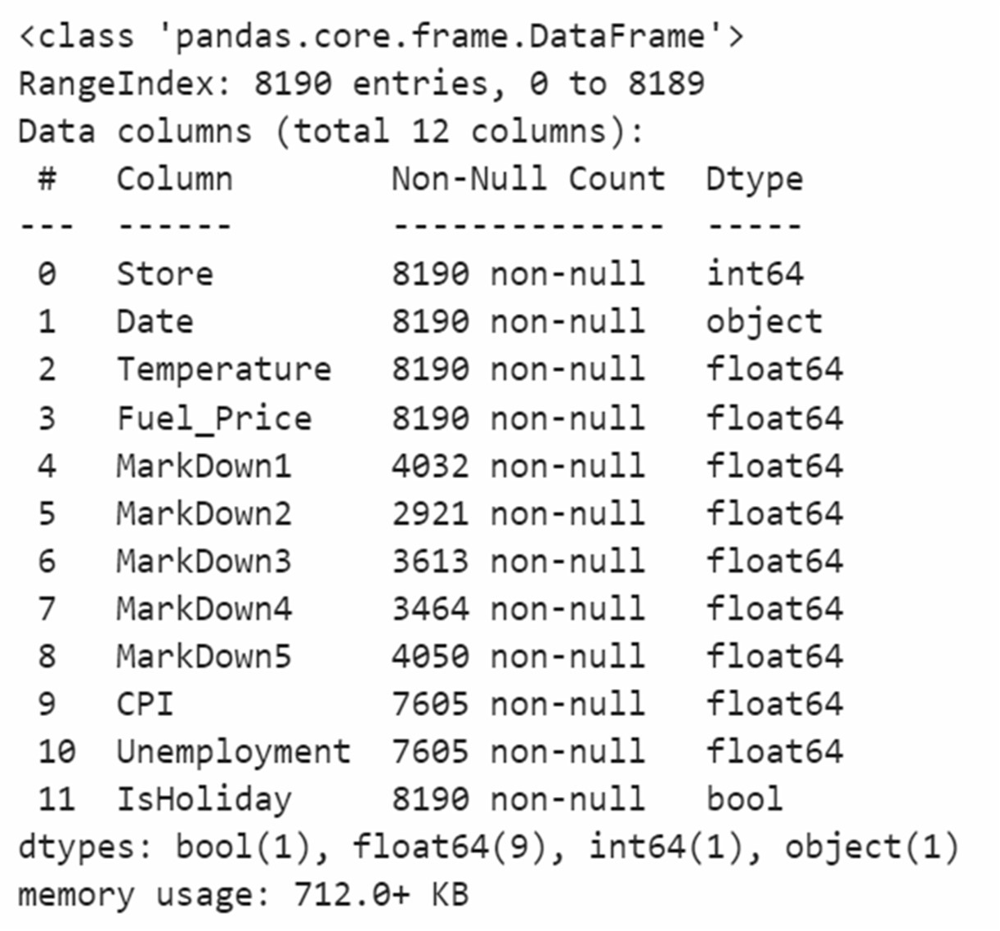 <class 'pandas.core.frame.DataFrame'>
RangeIndex: 8190 entries, 0 to 8189
Data columns (total 12 columns):
 #   Column        Non-Null Count  Dtype
---  ------        --------------  -----
 0   Store         8190 non-null   int64
 1   Date          8190 non-null   object
 2   Temperature   8190 non-null   float64
 3   Fuel_Price    8190 non-null   float64
 4   MarkDown1     4032 non-null   float64
 5   MarkDown2     2921 non-null   float64
 6   MarkDown3     3613 non-null   float64
 7   MarkDown4     3464 non-null   float64
 8   MarkDown5     4050 non-null   float64
 9   CPI           7605 non-null   float64
 10  Unemployment  7605 non-null   float64
 11  IsHoliday     8190 non-null   bool
dtypes: bool(1), float64(9), int64(1), object(1)
memory usage: 712.0+ KB